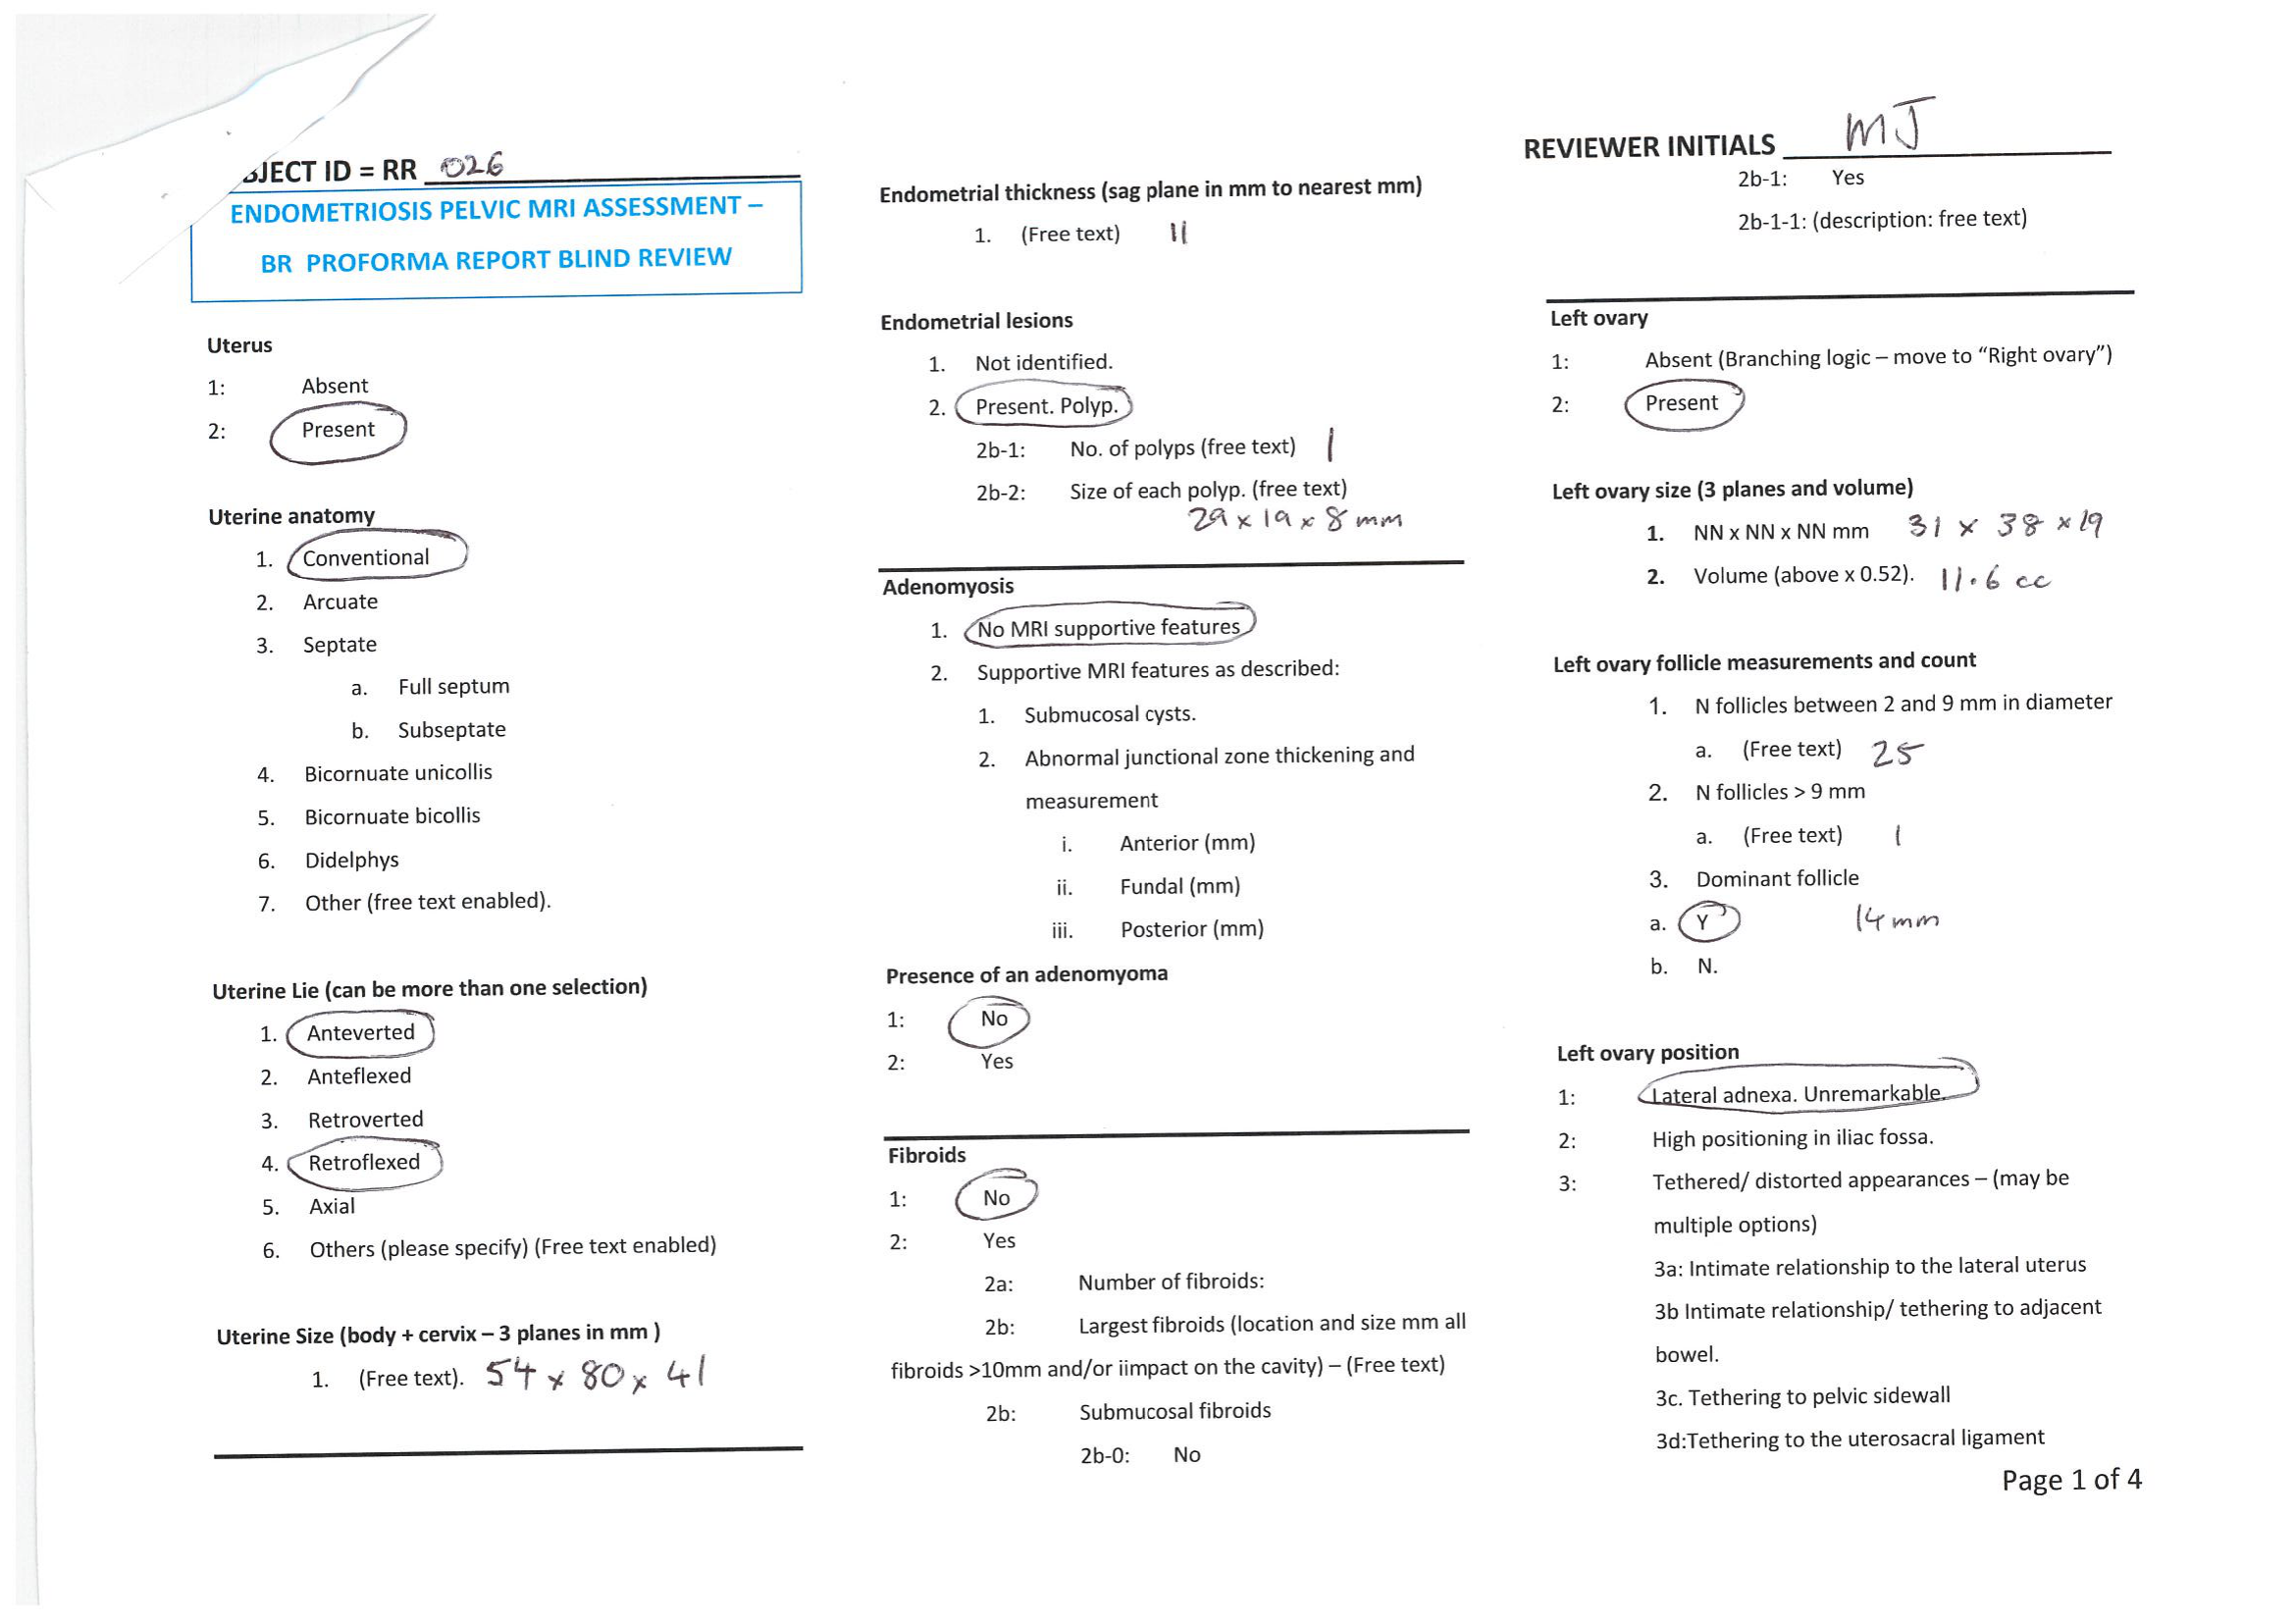 BJECT ID = RR 026
ENDOMETRIOSIS PELVIC MRI ASSESSMENT –
BR PROFORMA REPORT BLIND REVIEW
Uterus
1: Absent
2: Present
Uterine anatomy
1. Conventional
2. Arcuate
3. Septate
a. Full septum
b. Subseptate
4. Bicornuate unicollis
5. Bicornuate bicollis
6. Didelphys
7. Other (free text enabled).
Uterine Lie (can be more than one selection)
1. Anteverted
2. Anteflexed
3. Retroverted
4. Retroflexed
5. Axial
6. Others (please specify) (Free text enabled)
Uterine Size (body + cervix – 3 planes in mm )
1. (Free text). 54 x 80 x 41
Endometrial thickness (sag plane in mm to nearest mm)
1. (Free text) 11
Endometrial lesions
1. Not identified.
2. Present. Polyp.
2b-1: No. of polyps (free text) 1
2b-2: Size of each polyp. (free text)
29 x 19 x 8 mm
Adenomyosis
1. No MRI supportive features
2. Supportive MRI features as described:
1. Submucosal cysts.
2. Abnormal junctional zone thickening and
measurement
i. Anterior (mm)
ii. Fundal (mm)
iii. Posterior (mm)
Presence of an adenomyoma
1: No
2: Yes
Fibroids
1: No
2: Yes
2a: Number of fibroids:
2b: Largest fibroids (location and size mm all
fibroids >10mm and/or iimpact on the cavity) – (Free text)
2b: Submucosal fibroids
2b-0: No
REVIEWER INITIALS MJ
2b-1: Yes
2b-1-1: (description: free text)
Left ovary
1: Absent (Branching logic – move to “Right ovary”)
2: Present
Left ovary size (3 planes and volume)
1. NN x NN x NN mm 31 x 38 x 19
2. Volume (above x 0.52). 11.6 cc
Left ovary follicle measurements and count
1. N follicles between 2 and 9 mm in diameter
a. (Free text) 25
2. N follicles > 9 mm
a. (Free text) 1
3. Dominant follicle
a. Y 14 mm
b. N.
Left ovary position
1: Lateral adnexa. Unremarkable.
2: High positioning in iliac fossa.
3: Tethered/ distorted appearances – (may be
multiple options)
3a: Intimate relationship to the lateral uterus
3b Intimate relationship/ tethering to adjacent
bowel.
3c. Tethering to pelvic sidewall
3d:Tethering to the uterosacral ligament
Page 1 of 4